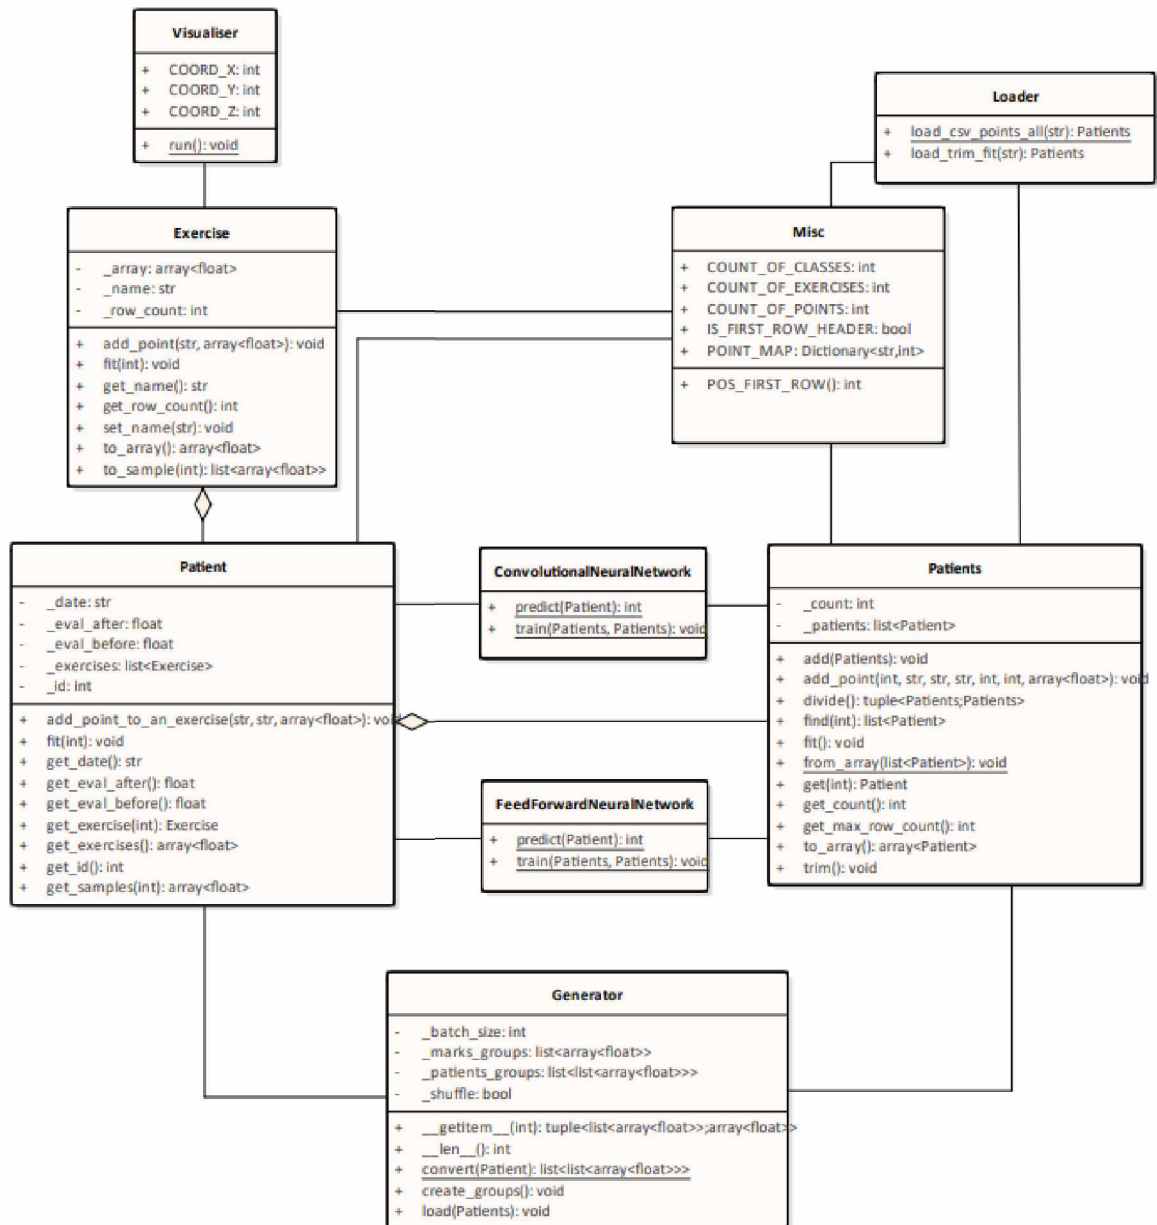 Visualiser
+ COORD_X: int
+ COORD_Y: int
+ COORD_Z: int
+ run(): void
Loader
+ load_csv_points_all(str): Patients
+ load_trim_fit(str): Patients
Exercise
- _array: array<float>
- _name: str
- _row_count: int
+ add_point(str, array<float>): void
+ fit(int): void
+ get_name(): str
+ get_row_count(): int
+ set_name(str): void
+ to_array(): array<float>
+ to_sample(int): list<array<float>>
Misc
+ COUNT_OF_CLASSES: int
+ COUNT_OF_EXERCISES: int
+ COUNT_OF_POINTS: int
+ IS_FIRST_ROW_HEADER: bool
+ POINT_MAP: Dictionary<str,int>
+ POS_FIRST_ROW(): int
Patient
- _date: str
- _eval_after: float
- _eval_before: float
- _exercises: list<Exercise>
- _id: int
+ add_point_to_an_exercise(str, str, array<float>): void
+ fit(int): void
+ get_date(): str
+ get_eval_after(): float
+ get_eval_before(): float
+ get_exercise(int): Exercise
+ get_exercises(): array<float>
+ get_id(): int
+ get_samples(int): array<float>
ConvolutionalNeuralNetwork
+ predict(Patient): int
+ train(Patients, Patients): void
FeedForwardNeuralNetwork
+ predict(Patient): int
+ train(Patients, Patients): void
Patients
- _count: int
- _patients: list<Patient>
+ add(Patients): void
+ add_point(int, str, str, str, int, int, array<float>): void
+ divide(): tuple<Patients;Patients>
+ find(int): list<Patient>
+ fit(): void
+ from_array(list<Patient>): void
+ get(int): Patient
+ get_count(): int
+ get_max_row_count(): int
+ to_array(): array<Patient>
+ trim(): void
Generator
- _batch_size: int
- _marks_groups: list<array<float>>
- _patients_groups: list<list<array<float>>>
- _shuffle: bool
+ __getitem__(int): tuple<list<array<float>>;array<float>>
+ __len__(): int
+ convert(Patient): list<list<array<float>>>
+ create_groups(): void
+ load(Patients): void